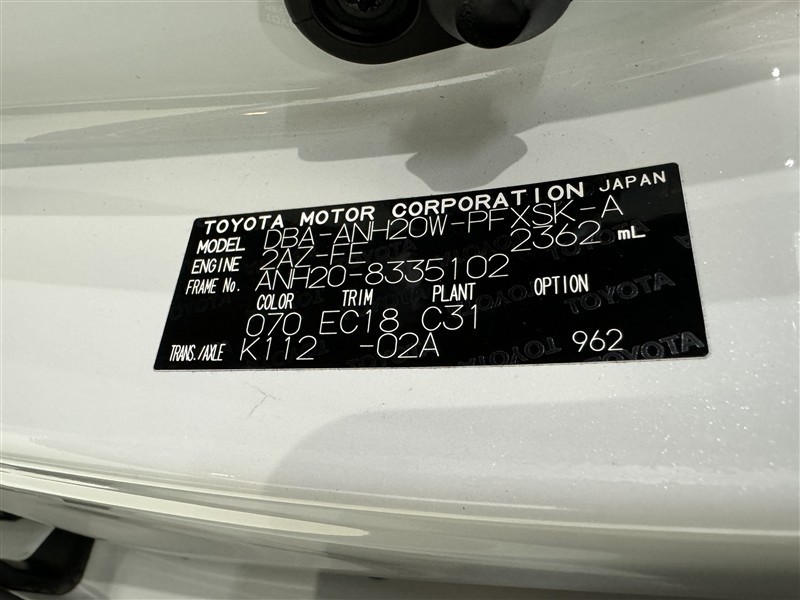 TOYOTA MOTOR CORPORATION JAPAN
MODEL DBA-ANH20W-PFXSK-A
ENGINE 2AZ-FE 2362 mL
FRAME No. ANH20-8335102
COLOR TRIM PLANT OPTION
070 EC18 C31
TRANS./AXLE K112 -02A 962